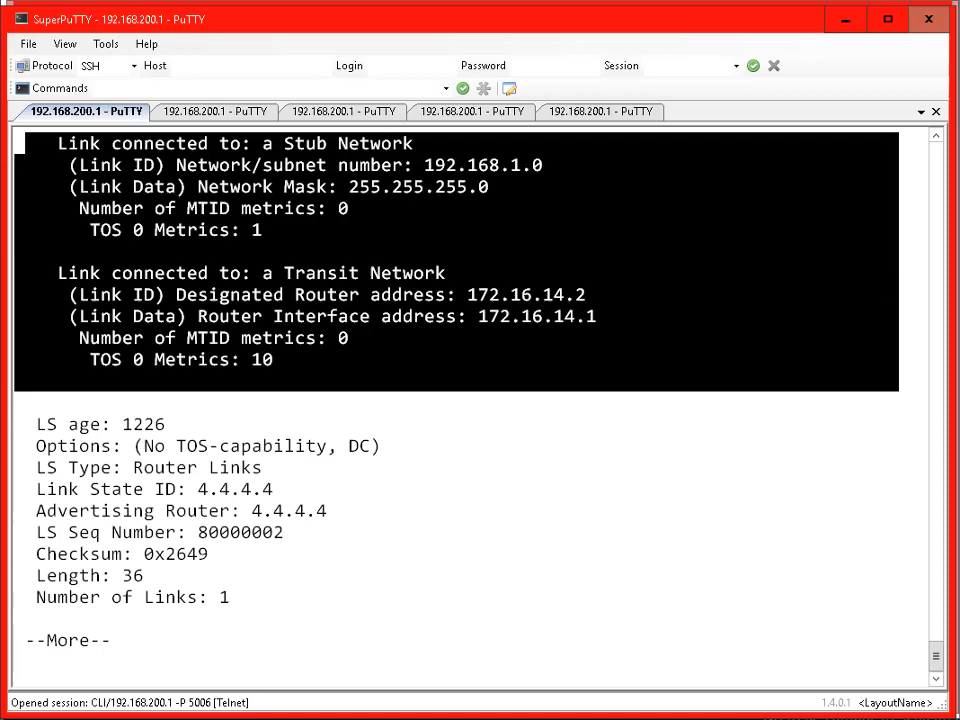 SuperPuTTY - 192.168.200.1 - PuTTY
File View Tools Help
Protocol SSH Host Login Password Session
Commands
192.168.200.1 - PuTTY 192.168.200.1 - PuTTY 192.168.200.1 - PuTTY 192.168.200.1 - PuTTY 192.168.200.1 - PuTTY
Link connected to: a Stub Network
(Link ID) Network/subnet number: 192.168.1.0
(Link Data) Network Mask: 255.255.255.0
Number of MTID metrics: 0
TOS 0 Metrics: 1
Link connected to: a Transit Network
(Link ID) Designated Router address: 172.16.14.2
(Link Data) Router Interface address: 172.16.14.1
Number of MTID metrics: 0
TOS 0 Metrics: 10
LS age: 1226
Options: (No TOS-capability, DC)
LS Type: Router Links
Link State ID: 4.4.4.4
Advertising Router: 4.4.4.4
LS Seq Number: 80000002
Checksum: 0x2649
Length: 36
Number of Links: 1
--More--
Opened session: CLI/192.168.200.1 -P 5006 [Telnet] 1.4.0.1 <LayoutName>